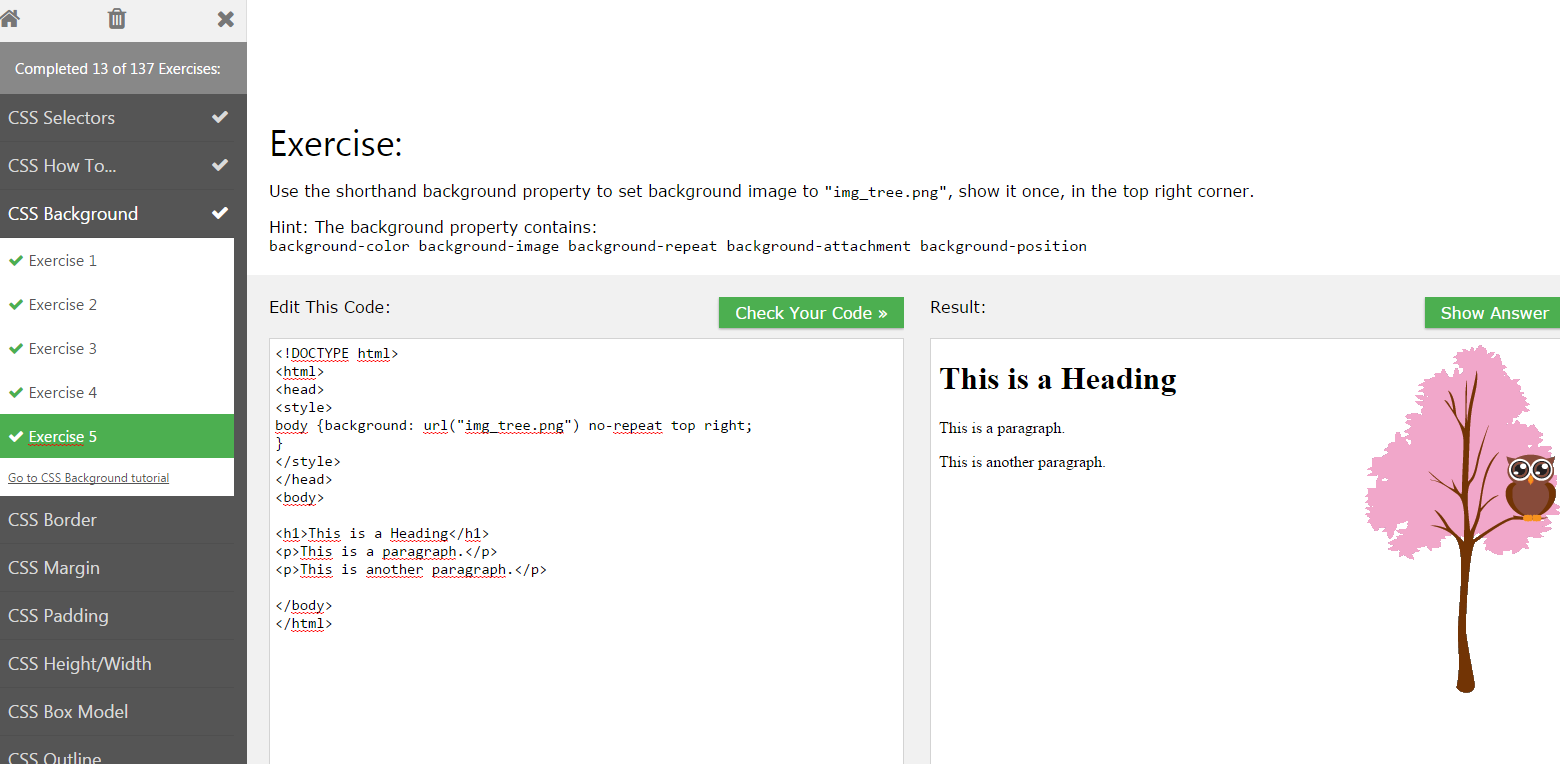 Completed 13 of 137 Exercises:
CSS Selectors
CSS How To...
CSS Background
Exercise 1
Exercise 2
Exercise 3
Exercise 4
Exercise 5
Go to CSS Background tutorial
CSS Border
CSS Margin
CSS Padding
CSS Height/Width
CSS Box Model
CSS Outline
Exercise:
Use the shorthand background property to set background image to "img_tree.png", show it once, in the top right corner.
Hint: The background property contains:
background-color background-image background-repeat background-attachment background-position
Edit This Code:
Check Your Code »
<!DOCTYPE html>
<html>
<head>
<style>
body {background: url("img_tree.png") no-repeat top right;
}
</style>
</head>
<body>
<h1>This is a Heading</h1>
<p>This is a paragraph.</p>
<p>This is another paragraph.</p>
</body>
</html>
Result:
Show Answer
This is a Heading
This is a paragraph.
This is another paragraph.